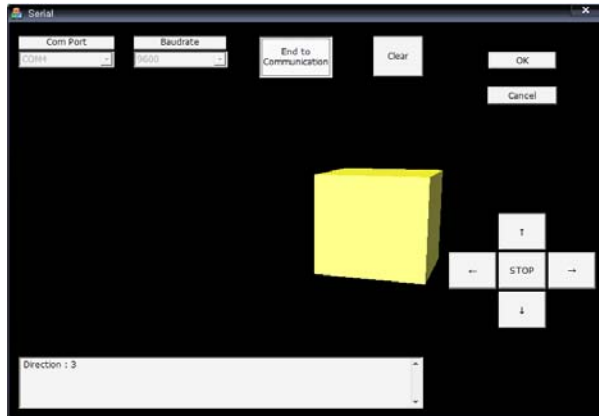 Serial
x
Com Port
Baudrate
COM4
9600
End to
Communication
Clear
OK
Cancel
↑
←
STOP
→
↓
Direction : 3